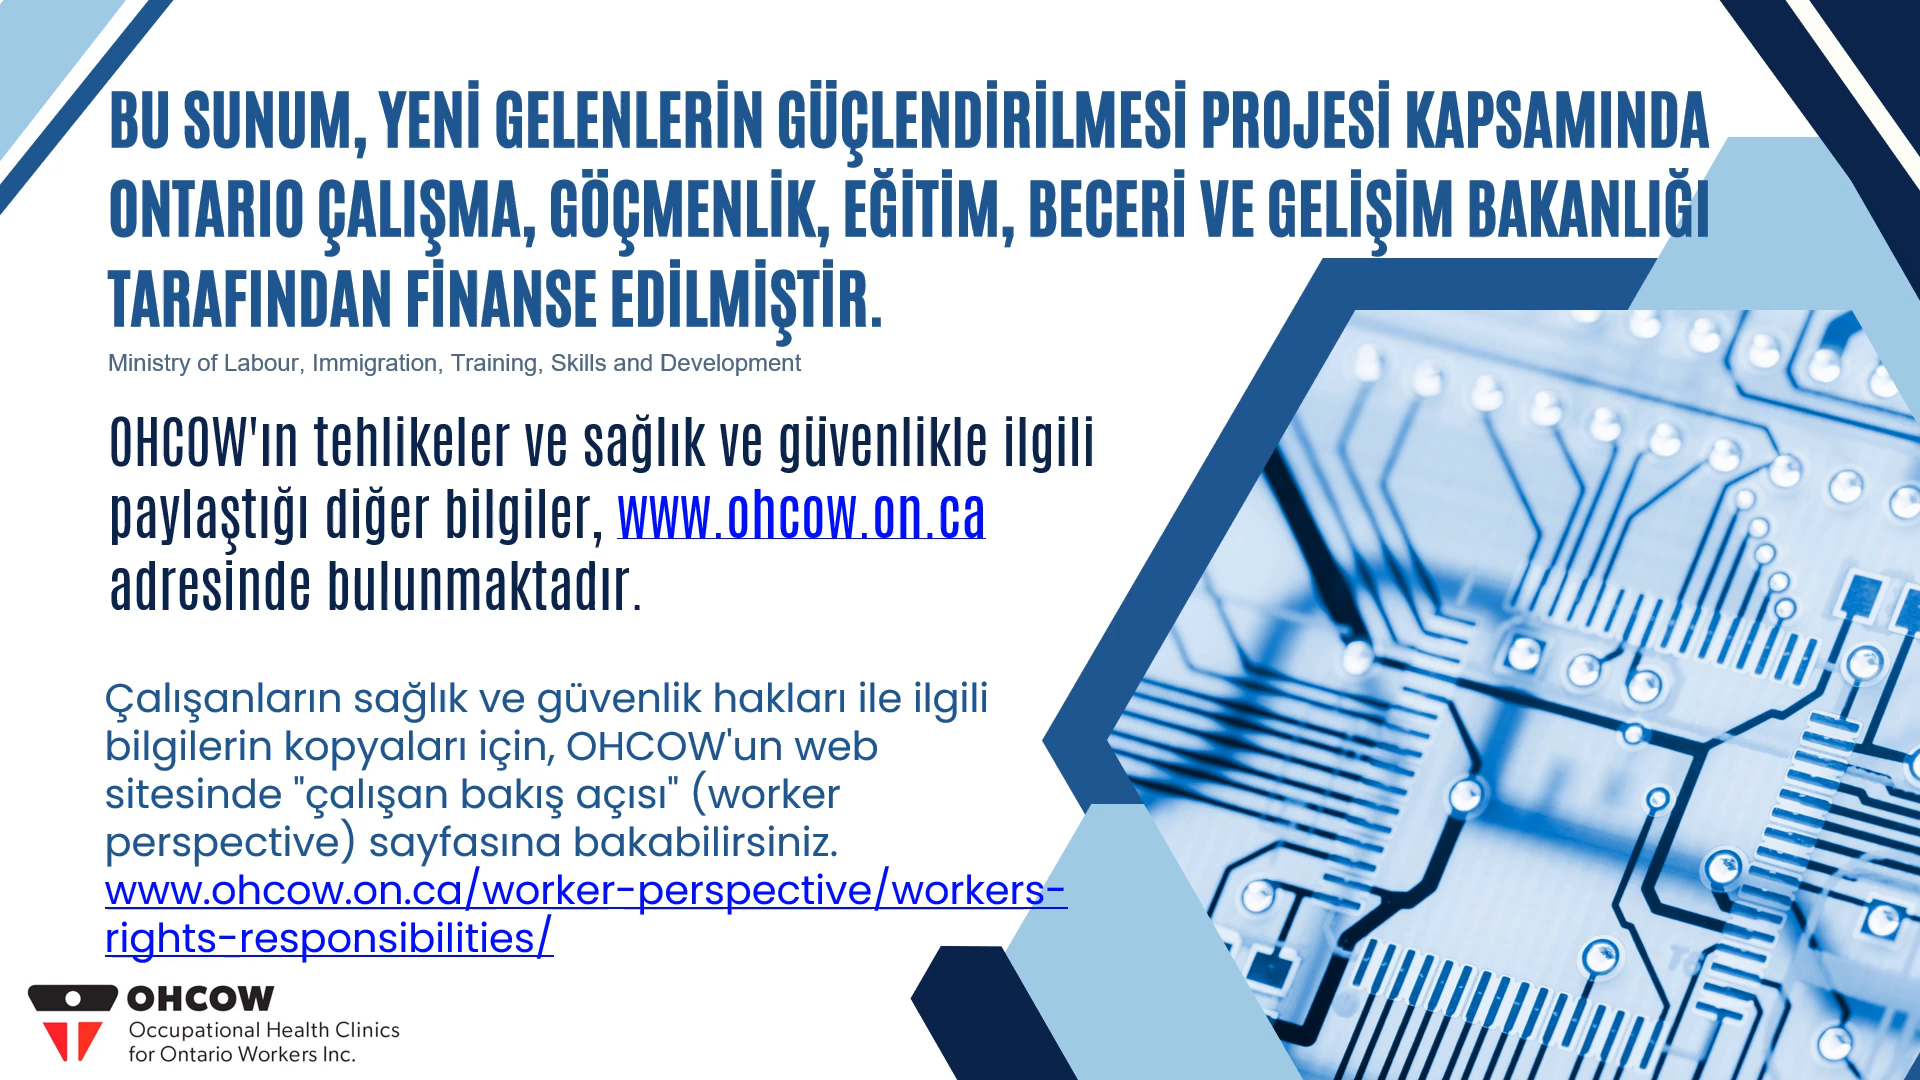 BU SUNUM, YENİ GELENLERİN GÜÇLENDİRİLMESİ PROJESİ KAPSAMINDA
ONTARIO ÇALIŞMA, GÖÇMENLİK, EĞİTİM, BECERİ VE GELİŞİM BAKANLIĞI
TARAFINDAN FİNANSE EDİLMİŞTİR.
Ministry of Labour, Immigration, Training, Skills and Development
OHCOW'ın tehlikeler ve sağlık ve güvenlikle ilgili
paylaştığı diğer bilgiler, www.ohcow.on.ca
adresinde bulunmaktadır.
Çalışanların sağlık ve güvenlik hakları ile ilgili
bilgilerin kopyaları için, OHCOW'un web
sitesinde "çalışan bakış açısı" (worker
perspective) sayfasına bakabilirsiniz.
www.ohcow.on.ca/worker-perspective/workers-
rights-responsibilities/
OHCOW
Occupational Health Clinics
for Ontario Workers Inc.